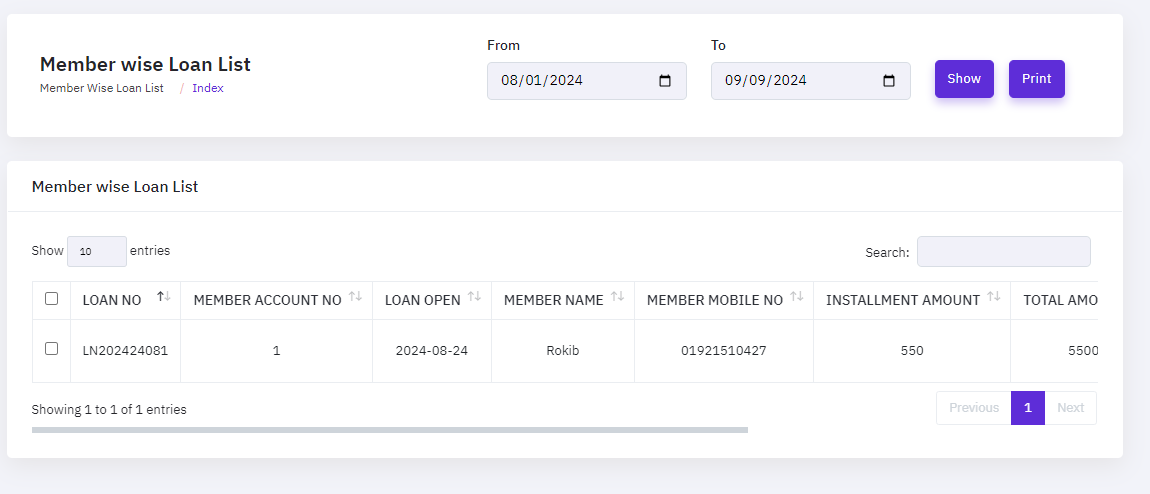 From To
Member wise Loan List
08/01/2024 09/09/2024 Show Print
Member Wise Loan List / Index
Member wise Loan List
Show 10 entries Search:
LOAN NO MEMBER ACCOUNT NO LOAN OPEN MEMBER NAME MEMBER MOBILE NO INSTALLMENT AMOUNT TOTAL AMO
LN202424081 1 2024-08-24 Rokib 01921510427 550 5500
Showing 1 to 1 of 1 entries Previous 1 Next